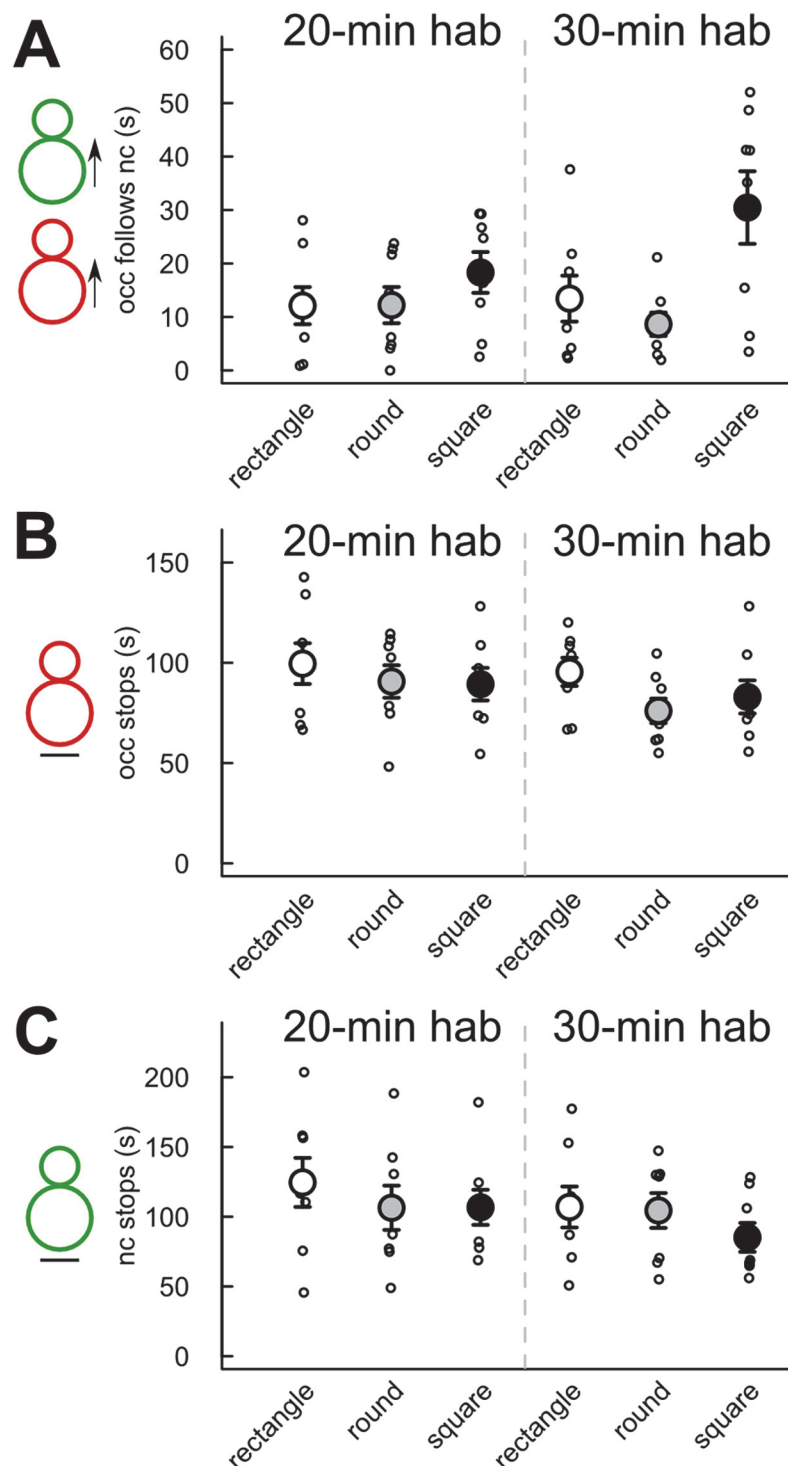 A
20-min hab 30-min hab
occ follows nc (s)
60
50
40
30
20
10
0
rectangle round square rectangle round square
B
20-min hab 30-min hab
occ stops (s)
150
100
50
0
rectangle round square rectangle round square
C
20-min hab 30-min hab
nc stops (s)
200
150
100
50
0
rectangle round square rectangle round square